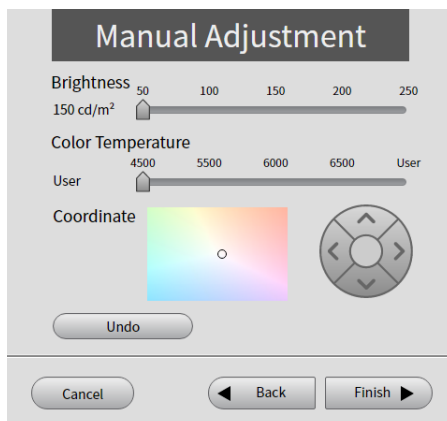 Manual Adjustment
Brightness
50 100 150 200 250
150 cd/m²
Color Temperature
4500 5500 6000 6500 User
User
Coordinate
Undo
Cancel Back Finish